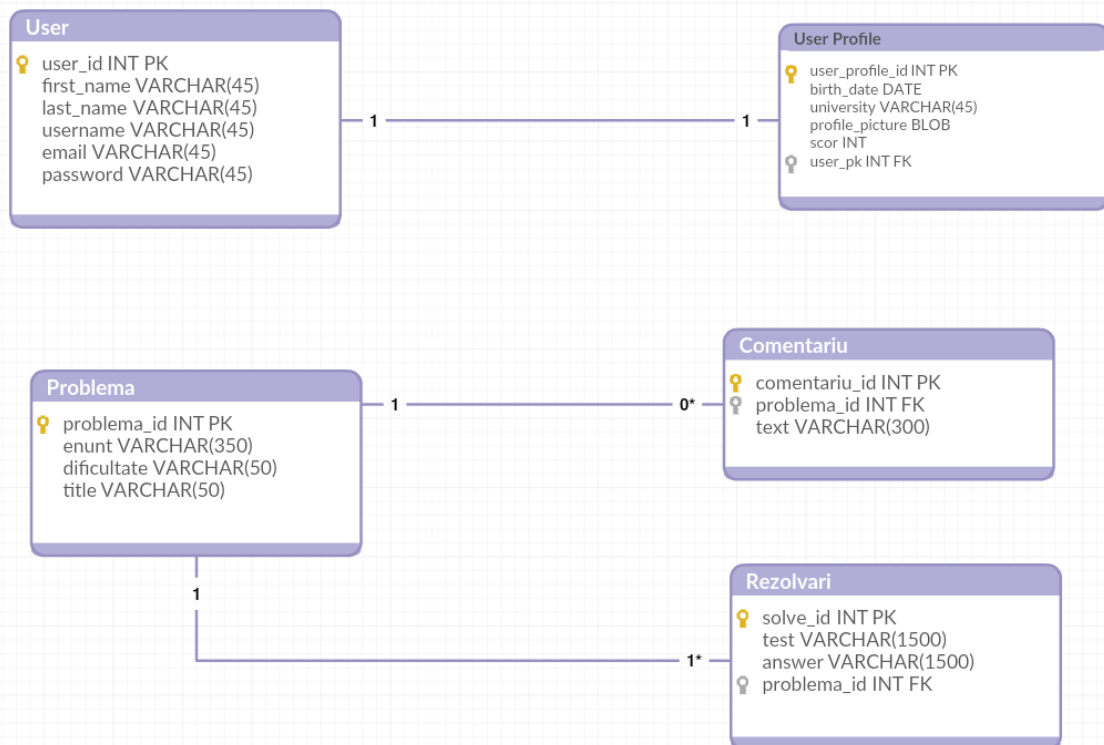 User
user_id INT PK
first_name VARCHAR(45)
last_name VARCHAR(45)
username VARCHAR(45)
email VARCHAR(45)
password VARCHAR(45)
1
1
User Profile
user_profile_id INT PK
birth_date DATE
university VARCHAR(45)
profile_picture BLOB
scor INT
user_pk INT FK
Problema
problema_id INT PK
enunt VARCHAR(350)
dificultate VARCHAR(50)
title VARCHAR(50)
1
0*
Comentariu
comentariu_id INT PK
problema_id INT FK
text VARCHAR(300)
1
1*
Rezolvari
solve_id INT PK
test VARCHAR(1500)
answer VARCHAR(1500)
problema_id INT FK